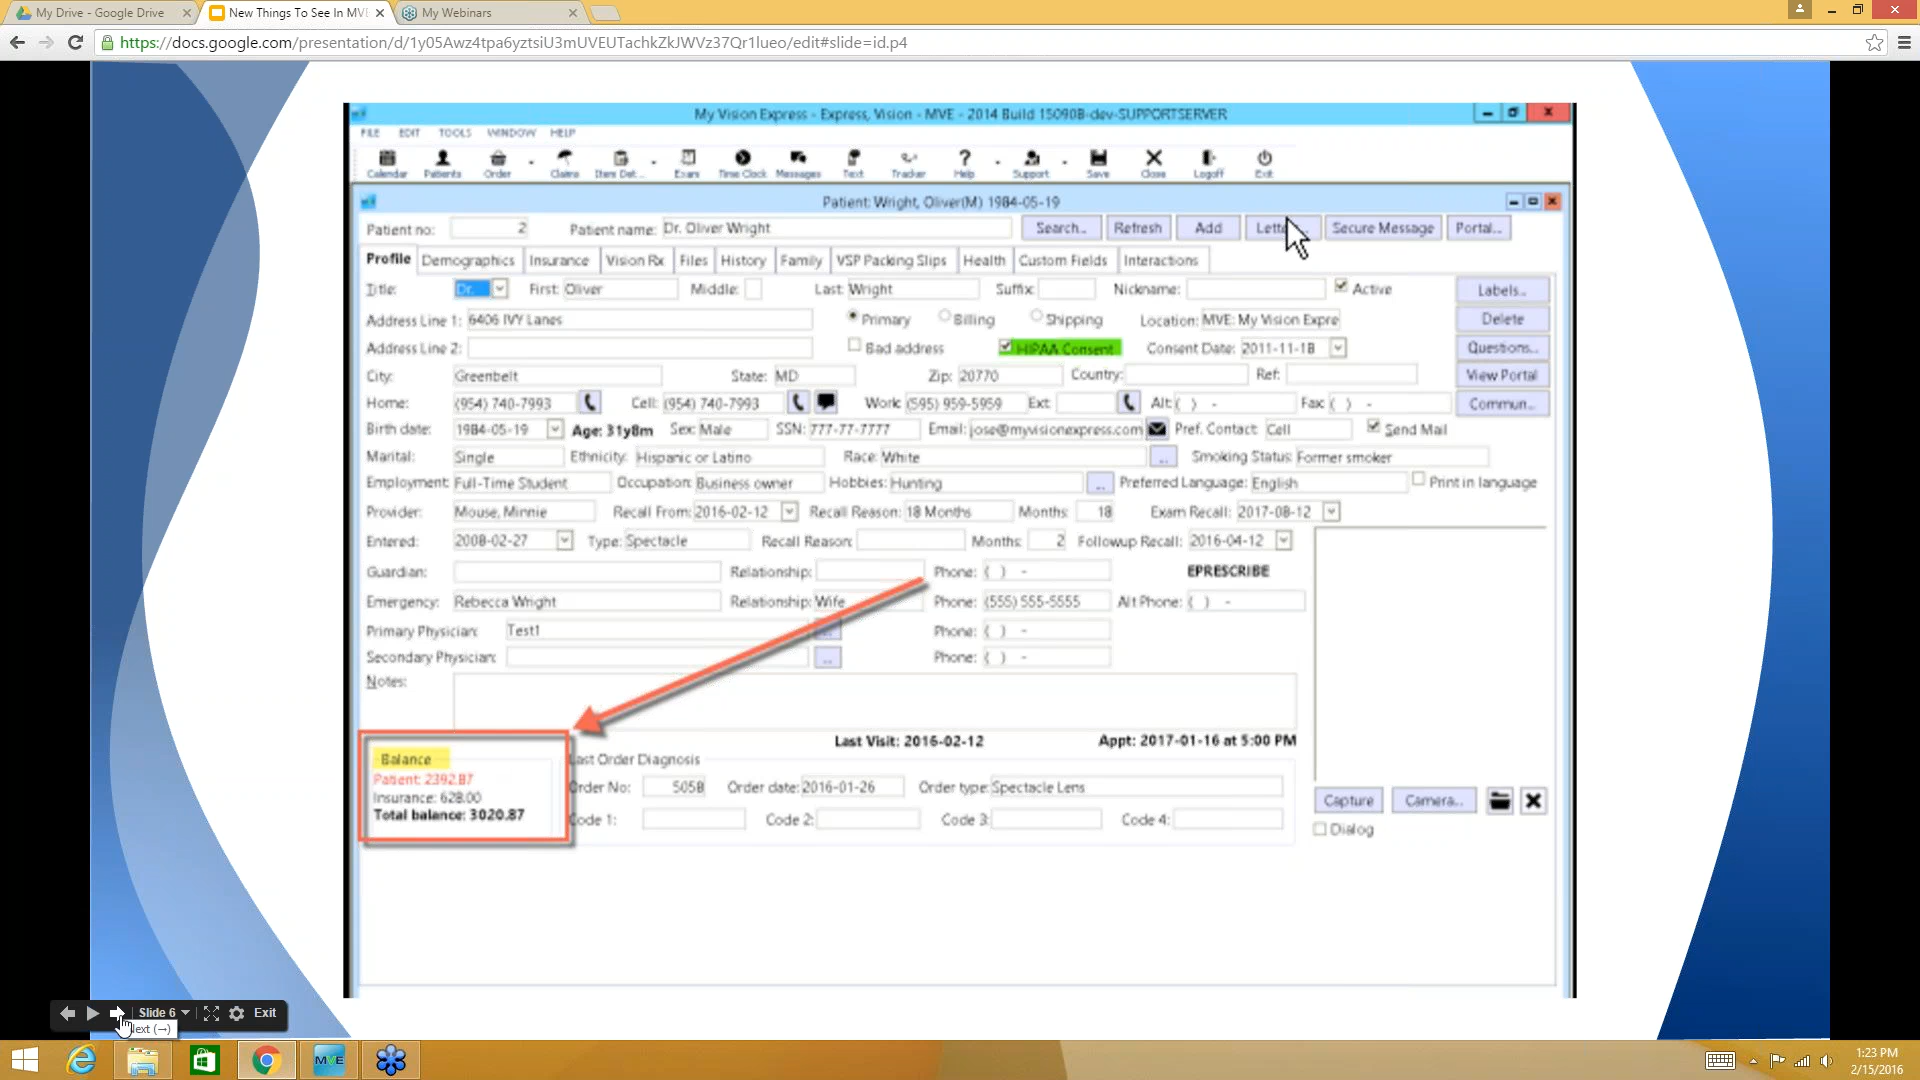 My Drive - Google Drive
New Things To See In MVE
My Webinars
https://docs.google.com/presentation/d/1y05Awz4tpa6yztsiU3mUVEUTachkZkJWVz37Qr1lueo/edit#slide=id.p4
My Vision Express - Express, Vision - MVE - 2014 Build 15090B-dev-SUPPORTSERVER
FILE EDIT TOOLS WINDOW HELP
Calendar Patients Order Claims Item Det... Exam Time Clock Messages Text Tracker Help Support Save Close Logoff Exit
Patient: Wright, Oliver(M) 1984-05-19
Patient no: 2 Patient name: Dr. Oliver Wright Search.. Refresh Add Secure Message Portal...
Profile Demographics Insurance Vision Rx Files History Family VSP Packing Slips Health Custom Fields Interactions
Title: Dr. First: Oliver Middle: Last: Wright Suffix: Nickname: Active Labels..
Address Line 1: 6406 IVY Lanes Primary Billing Shipping Location: MVE: My Vision Expre Delete
Address Line 2: Bad address HIPAA Consent Consent Date: 2011-11-18 Questions..
City: Greenbelt State: MD Zip: 20770 Country: Ref: View Portal
Home: (954) 740-7993 Cell: (954) 740-7993 Work: (595) 959-5959 Ext: Alt: ( ) - Fax: ( ) - Commun..
Birth date: 1984-05-19 Age: 31y8m Sex: Male SSN: 777-77-7777 Email: jose@myvisionexpress.com Pref. Contact: Cell Send Mail
Marital: Single Ethnicity: Hispanic or Latino Race: White ... Smoking Status: Former smoker
Employment: Full-Time Student Occupation: Business owner Hobbies: Hunting ... Preferred Language: English Print in language
Provider: Mouse, Minnie Recall From: 2016-02-12 Recall Reason: 18 Months Months: 18 Exam Recall: 2017-08-12
Entered: 2008-02-27 Type: Spectacle Recall Reason: Months: 2 Followup Recall: 2016-04-12
Guardian: Relationship: Phone: ( ) - EPRESCRIBE
Emergency: Rebecca Wright Relationship: Wife Phone: (555) 555-5555 Alt Phone: ( ) -
Primary Physician: Test1 ... Phone: ( ) -
Secondary Physician: ... Phone: ( ) -
Notes:
Last Visit: 2016-02-12 Appt: 2017-01-16 at 5:00 PM
Balance Last Order Diagnosis
Patient: 2392.87
Insurance: 628.00
Total balance: 3020.87
Order No: 5058 Order date: 2016-01-26 Order type: Spectacle Lens
Code 1: Code 2: Code 3: Code 4:
Capture Camera..
Dialog
Slide 6 Exit
Next (→)
MVE
1:23 PM
2/15/2016